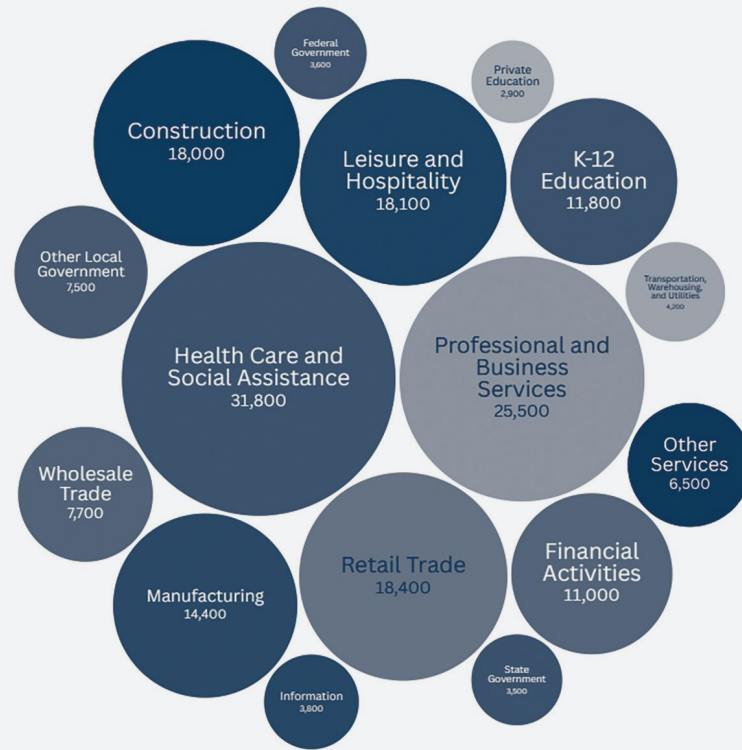 Federal
Government
3,600
Private
Education
2,900
Construction
18,000
Leisure and
Hospitality
18,100
K-12
Education
11,800
Other Local
Government
7,500
Transportation,
Warehousing,
and Utilities
4,200
Health Care and
Social Assistance
31,800
Professional and
Business
Services
25,500
Other
Services
6,500
Wholesale
Trade
7,700
Retail Trade
18,400
Financial
Activities
11,000
Manufacturing
14,400
State
Government
3,500
Information
3,800